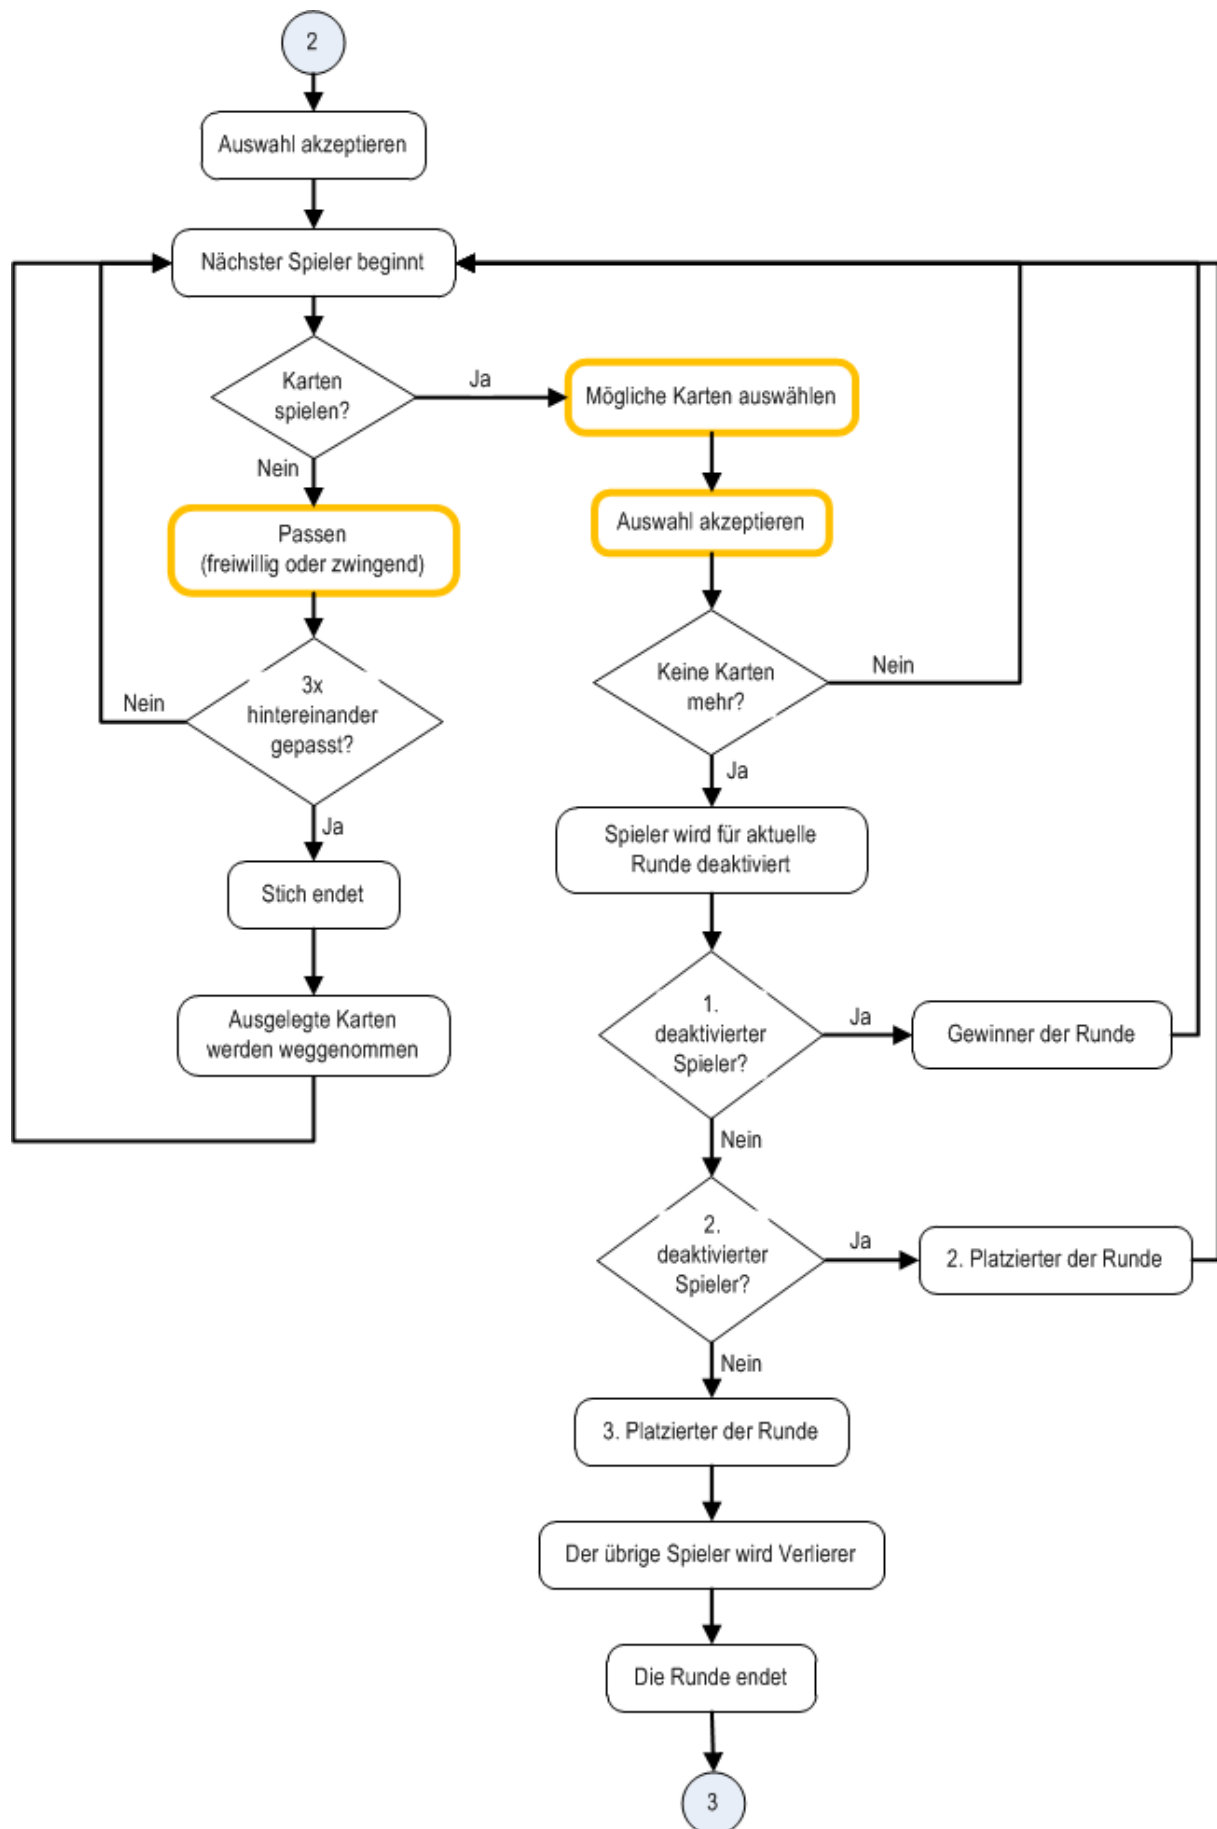 2
Auswahl akzeptieren
Nächster Spieler beginnt
Karten
spielen?
Ja
Mögliche Karten auswählen
Nein
Auswahl akzeptieren
Passen
(freiwillig oder zwingend)
Keine Karten
mehr?
Nein
3x
hintereinander
gepasst?
Nein
Ja
Ja
Spieler wird für aktuelle
Runde deaktiviert
Stich endet
Ausgelegte Karten
werden weggenommen
1.
deaktivierter
Spieler?
Ja
Gewinner der Runde
Nein
2.
deaktivierter
Spieler?
Ja
2. Platzierter der Runde
Nein
3. Platzierter der Runde
Der übrige Spieler wird Verlierer
Die Runde endet
3